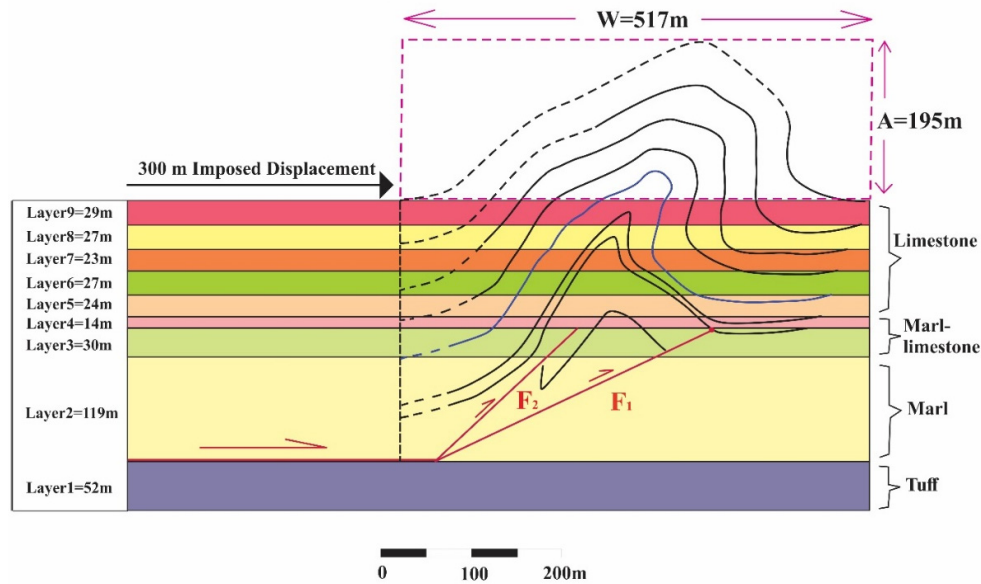 W=517m
A=195m
300 m Imposed Displacement
Layer9=29m
Layer8=27m
Layer7=23m
Layer6=27m
Layer5=24m
Layer4=14m
Layer3=30m
Layer2=119m
Layer1=52m
Limestone
Marl-
limestone
Marl
Tuff
F₂
F₁
0 100 200m